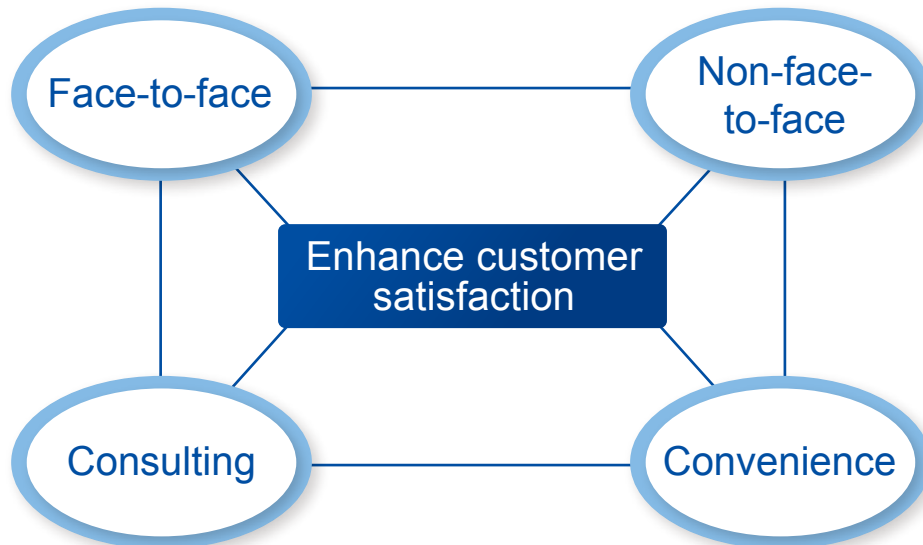 Face-to-face
Non-face-
to-face
Enhance customer
satisfaction
Consulting
Convenience